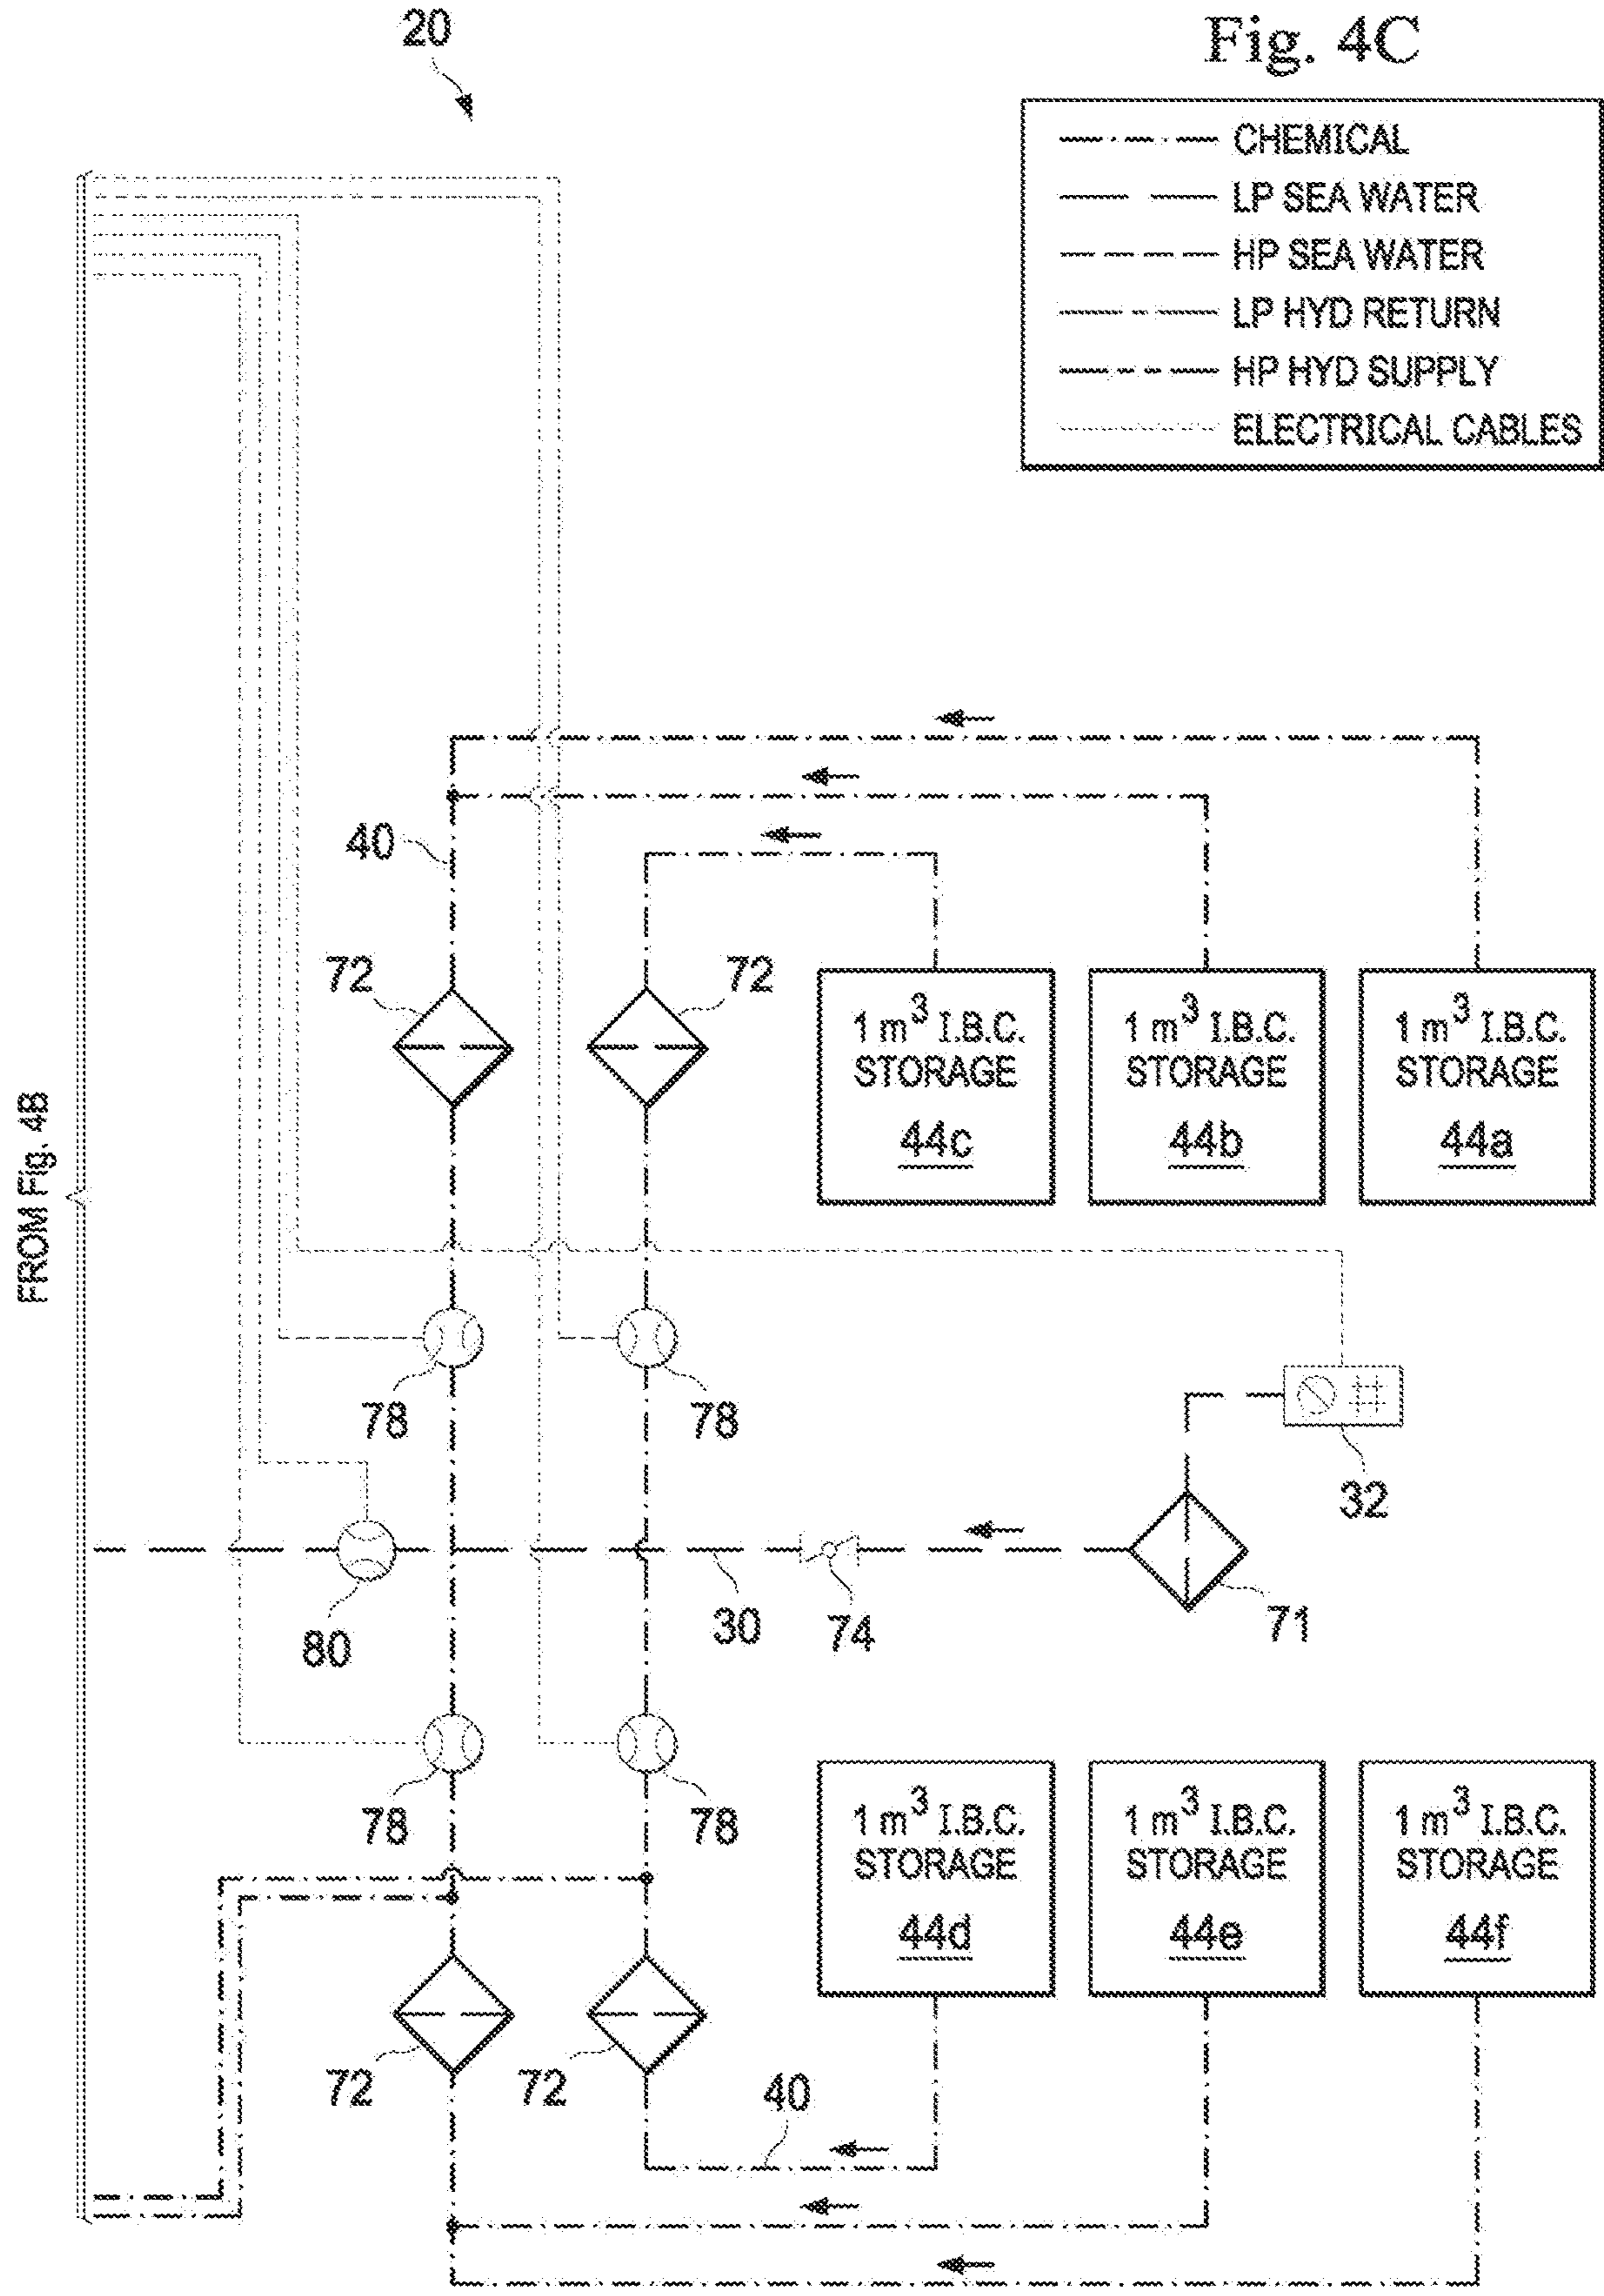 20
Fig. 4C
CHEMICAL
LP SEA WATER
HP SEA WATER
LP HYD RETURN
HP HYD SUPPLY
ELECTRICAL CABLES
FROM Fig. 4B
40
72
72
1 m³ I.B.C.
STORAGE
44c
1 m³ I.B.C.
STORAGE
44b
1 m³ I.B.C.
STORAGE
44a
78
78
32
80
30
74
71
78
78
1 m³ I.B.C.
STORAGE
44d
1 m³ I.B.C.
STORAGE
44e
1 m³ I.B.C.
STORAGE
44f
72
72
40